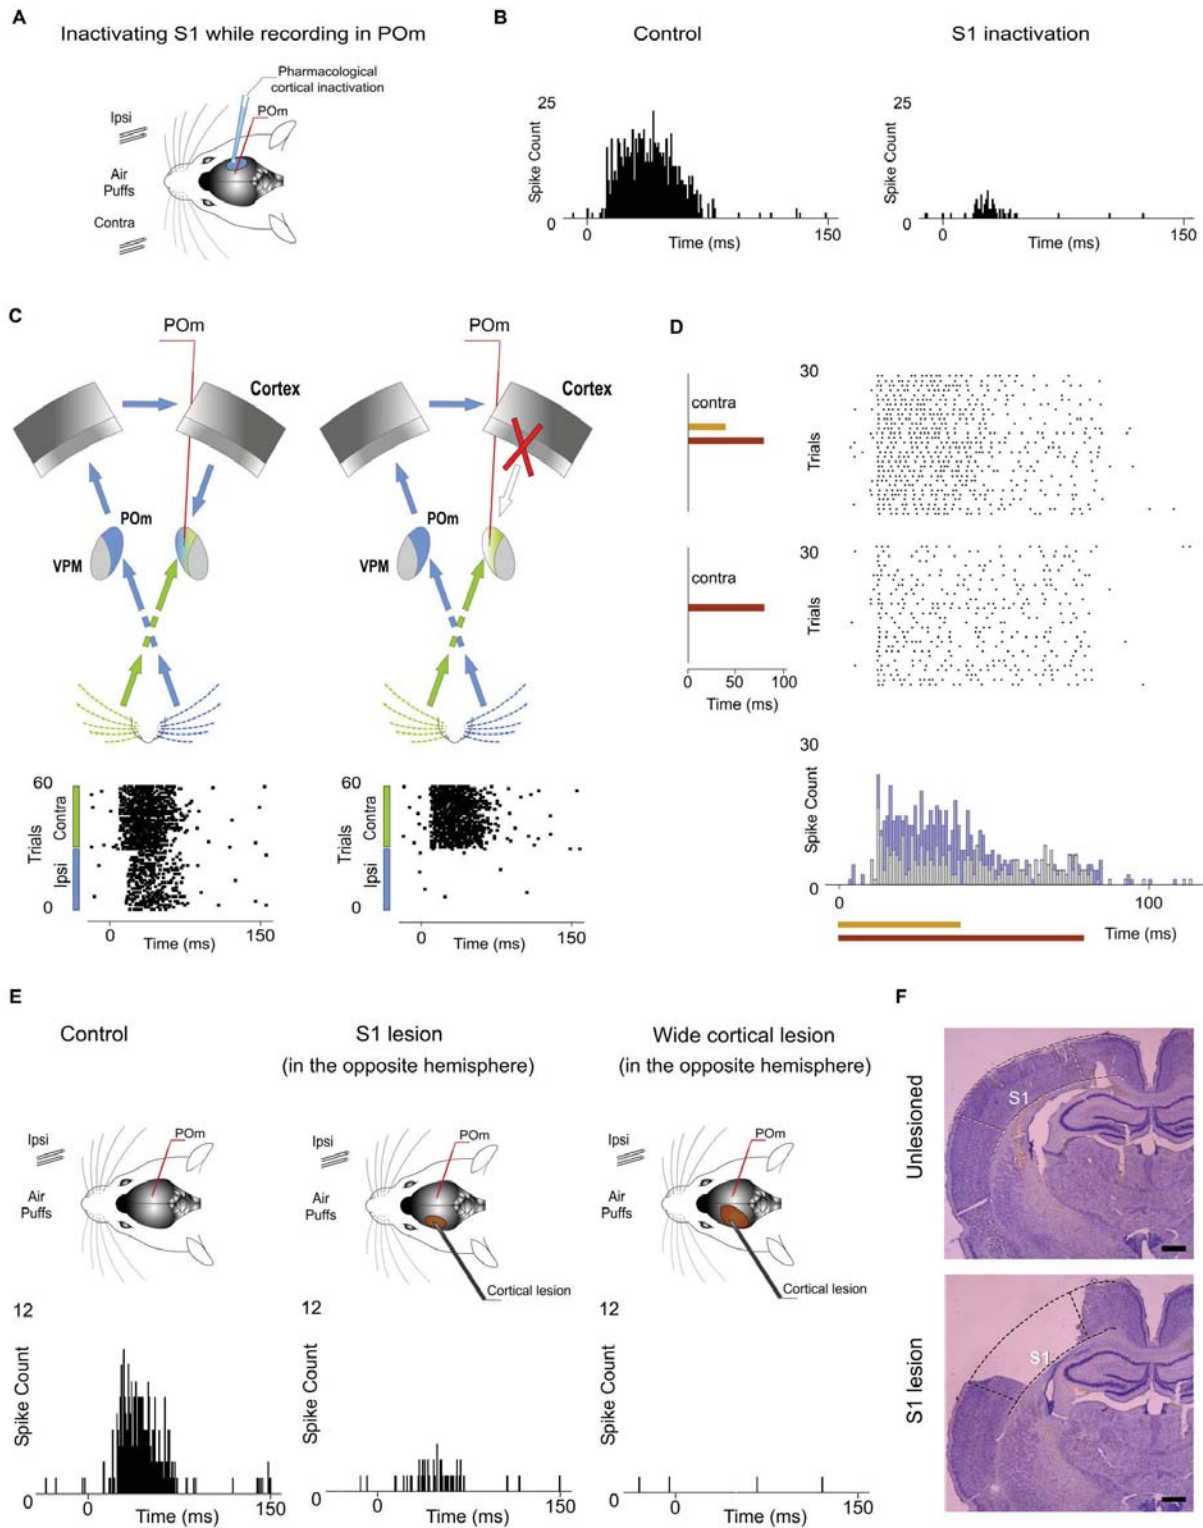 A
Inactivating S1 while recording in POm
Pharmacological
cortical inactivation
POm
Ipsi
Air
Puffs
Contra
B
Control
S1 inactivation
25
Spike Count
0
0
150
Time (ms)
25
Spike Count
0
0
150
Time (ms)
C
POm
Cortex
POm
VPM
POm
Cortex
POm
VPM
60
Trials
Contra
Ipsi
0
0
150
Time (ms)
60
Trials
Contra
Ipsi
0
0
150
Time (ms)
D
contra
30
Trials
contra
30
Trials
0 50 100
Time (ms)
30
Spike Count
0
0
100
Time (ms)
E
Control
S1 lesion
(in the opposite hemisphere)
Wide cortical lesion
(in the opposite hemisphere)
Ipsi
Air
Puffs
POm
Ipsi
Air
Puffs
POm
Cortical lesion
Ipsi
Air
Puffs
POm
Cortical lesion
12
Spike Count
0
0
150
Time (ms)
12
Spike Count
0
0
150
Time (ms)
12
Spike Count
0
0
150
Time (ms)
F
Unlesioned
S1
S1 lesion
S1